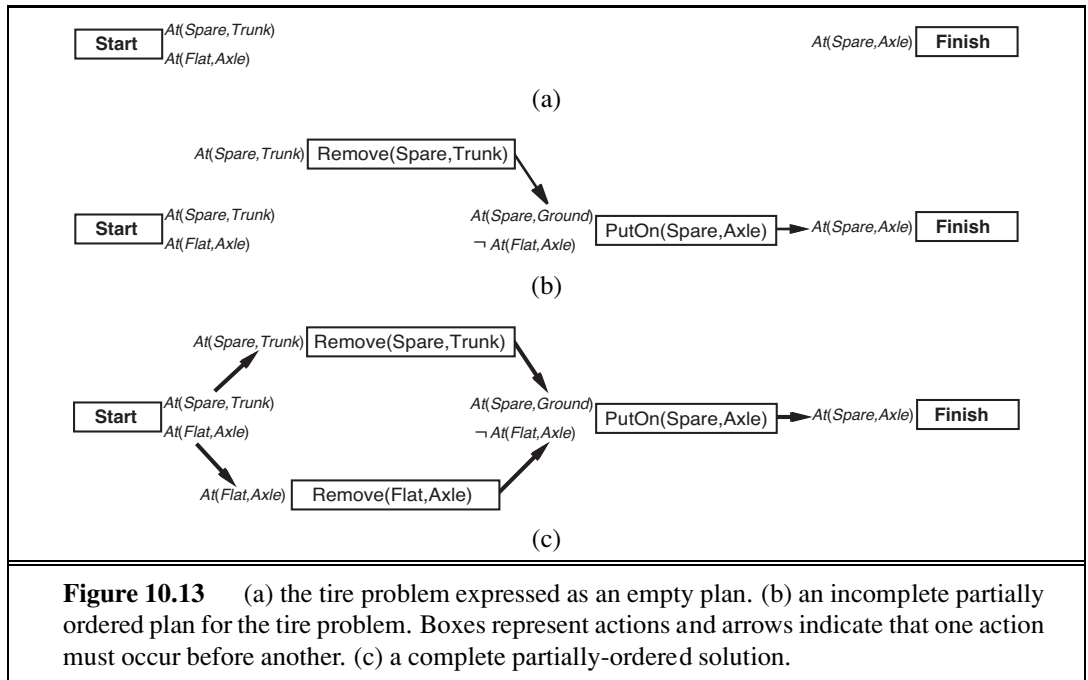 Start At(Spare,Trunk)
At(Flat,Axle)
At(Spare,Axle) Finish
(a)
At(Spare,Trunk) Remove(Spare,Trunk)
Start At(Spare,Trunk)
At(Flat,Axle)
At(Spare,Ground)
¬ At(Flat,Axle)
PutOn(Spare,Axle) At(Spare,Axle) Finish
(b)
At(Spare,Trunk) Remove(Spare,Trunk)
Start At(Spare,Trunk)
At(Flat,Axle)
At(Spare,Ground)
¬ At(Flat,Axle)
PutOn(Spare,Axle) At(Spare,Axle) Finish
At(Flat,Axle) Remove(Flat,Axle)
(c)
Figure 10.13 (a) the tire problem expressed as an empty plan. (b) an incomplete partially
ordered plan for the tire problem. Boxes represent actions and arrows indicate that one action
must occur before another. (c) a complete partially-ordered solution.